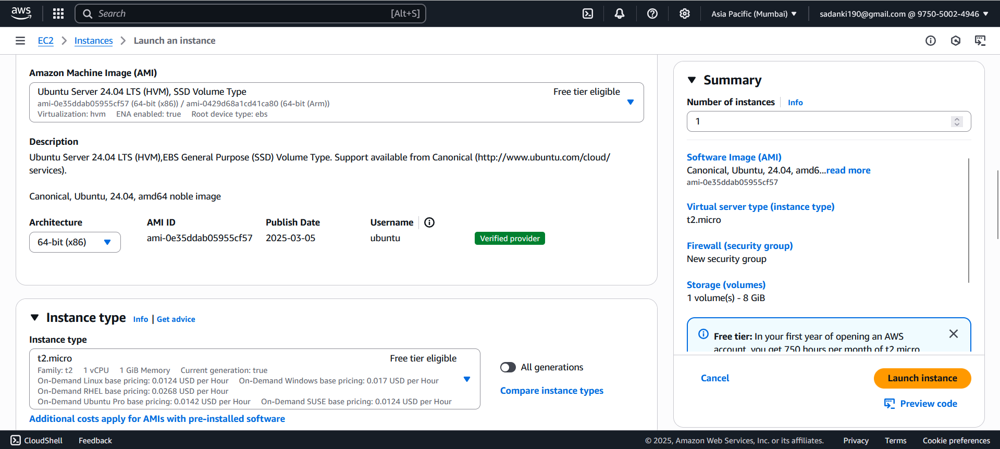 aws
Search
[Alt+S]
Asia Pacific (Mumbai)
sadanki190@gmail.com @ 9750-5002-4946
EC2
Instances
Launch an instance
Amazon Machine Image (AMI)
Ubuntu Server 24.04 LTS (HVM), SSD Volume Type
Free tier eligible
ami-0e35ddab05955cf57 (64-bit (x86)) / ami-0429d68a1cd41ca80 (64-bit (Arm))
Virtualization: hvm ENA enabled: true Root device type: ebs
Description
Ubuntu Server 24.04 LTS (HVM),EBS General Purpose (SSD) Volume Type. Support available from Canonical (http://www.ubuntu.com/cloud/
services).
Canonical, Ubuntu, 24.04, amd64 noble image
Architecture
64-bit (x86)
AMI ID
ami-0e35ddab05955cf57
Publish Date
2025-03-05
Username
ubuntu
Verified provider
Instance type
Info | Get advice
Instance type
t2.micro
Free tier eligible
Family: t2 1 vCPU 1 GiB Memory Current generation: true
On-Demand Linux base pricing: 0.0124 USD per Hour On-Demand Windows base pricing: 0.017 USD per Hour
On-Demand RHEL base pricing: 0.0268 USD per Hour
On-Demand Ubuntu Pro base pricing: 0.0142 USD per Hour On-Demand SUSE base pricing: 0.0124 USD per Hour
Additional costs apply for AMIs with pre-installed software
All generations
Compare instance types
Summary
Number of instances
Info
1
Software Image (AMI)
Canonical, Ubuntu, 24.04, amd6...read more
ami-0e35ddab05955cf57
Virtual server type (instance type)
t2.micro
Firewall (security group)
New security group
Storage (volumes)
1 volume(s) - 8 GiB
Free tier: In your first year of opening an AWS
account, you get 750 hours per month of t2.micro
Cancel
Launch instance
Preview code
CloudShell
Feedback
© 2025, Amazon Web Services, Inc. or its affiliates.
Privacy
Terms
Cookie preferences